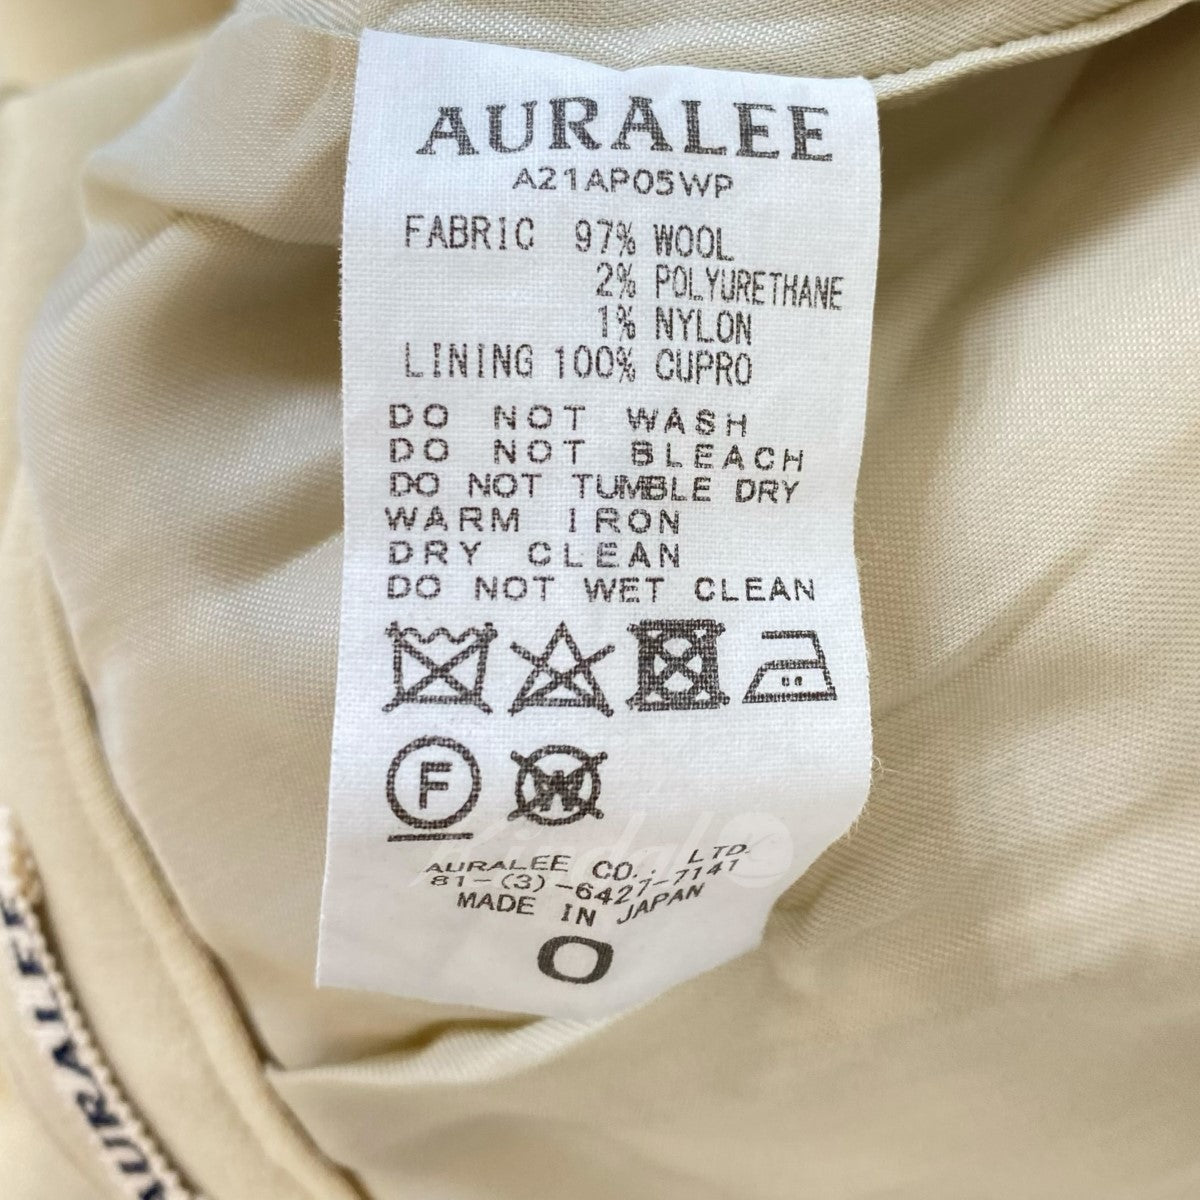 AURALEE
A21AP05WP
FABRIC 97% WOOL
2% POLYURETHANE
1% NYLON
LINING 100% CUPRO
DO NOT WASH
DO NOT BLEACH
DO NOT TUMBLE DRY
WARM IRON
DRY CLEAN
DO NOT WET CLEAN
F W
Kindal
AURALEE CO., LTD.
81-(3)-6427-7141
MADE IN JAPAN
0
AURALEE